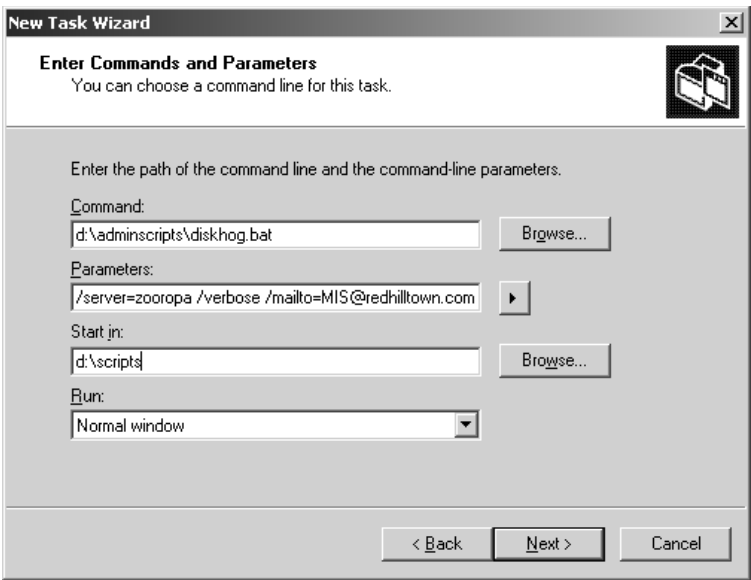 New Task Wizard
Enter Commands and Parameters
You can choose a command line for this task.
Enter the path of the command line and the command-line parameters.
Command:
d:\adminscripts\diskhog.bat
Browse...
Parameters:
/server=zooropa /verbose /mailto=MIS@redhilltown.com
Start in:
d:\scripts
Browse...
Run:
Normal window
< Back
Next >
Cancel